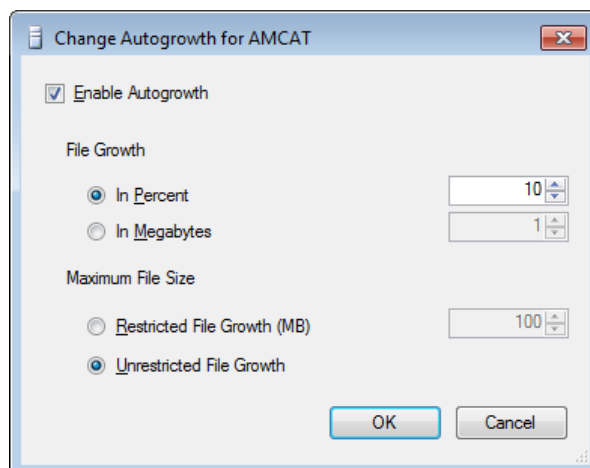 Change Autogrowth for AMCAT
Enable Autogrowth
File Growth
In Percent 10
In Megabytes 1
Maximum File Size
Restricted File Growth (MB) 100
Unrestricted File Growth
OK Cancel